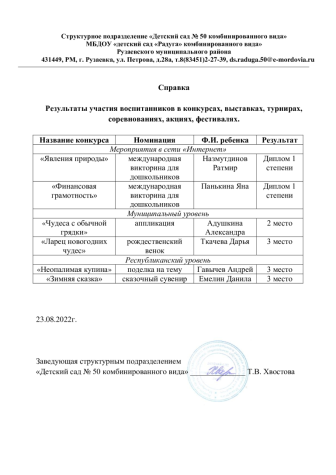 Структурное подразделение «Детский сад № 50 комбинированного вида»
МБДОУ «детский сад «Радуга» комбинированного вида»
Рузаевского муниципального района
431449, РМ, г. Рузаевка, ул. Петрова, д.28а, т.8(83451)2-27-39, ds.raduga.50@e-mordovia.ru
Справка
Результаты участия воспитанников в конкурсах, выставках, турнирах,
соревнованиях, акциях, фестивалях.
Название конкурса Номинация Ф.И. ребенка Результат
Мероприятия в сети «Интернет»
«Явления природы» международная Назмутдинов Диплом 1
викторина для Ратмир степени
дошкольников
«Финансовая международная Панькина Яна Диплом 1
грамотность» викторина для степени
дошкольников
Муниципальный уровень
«Чудеса с обычной аппликация Адушкина 2 место
грядки» Александра
«Ларец новогодних рождественский Ткачева Дарья 3 место
чудес» венок
Республиканский уровень
«Неопалимая купина» поделка на тему Гавычев Андрей 3 место
«Зимняя сказка» сказочный сувенир Емелин Данила 3 место
23.08.2022г.
Заведующая структурным подразделением
«Детский сад № 50 комбинированного вида» Т.В. Хвостова